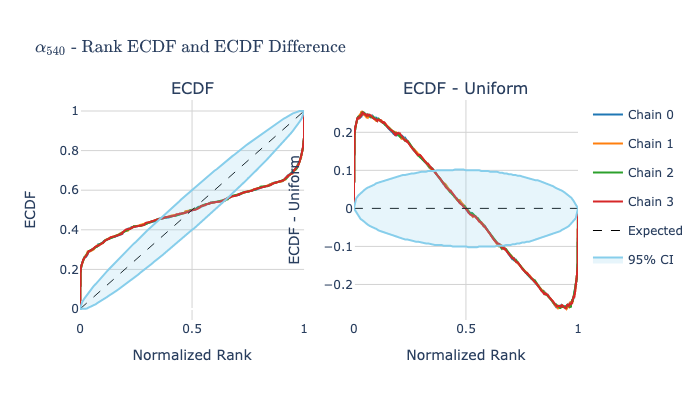 α₅₄₀ - Rank ECDF and ECDF Difference
ECDF
ECDF - Uniform
1
0.8
0.6
0.4
0.2
0
ECDF
0
0.5
1
Normalized Rank
0.2
0.1
0
−0.1
−0.2
ECDF - Uniform
0
0.5
1
Normalized Rank
Chain 0
Chain 1
Chain 2
Chain 3
Expected
95% CI